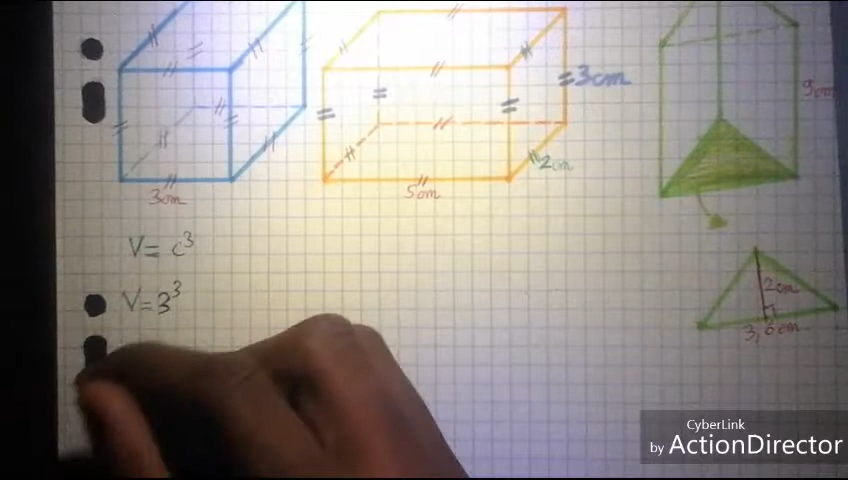 3cm
3cm
2cm
5cm
9cm
V = c³
V = 3³
2cm
3,6cm
CyberLink
by ActionDirector